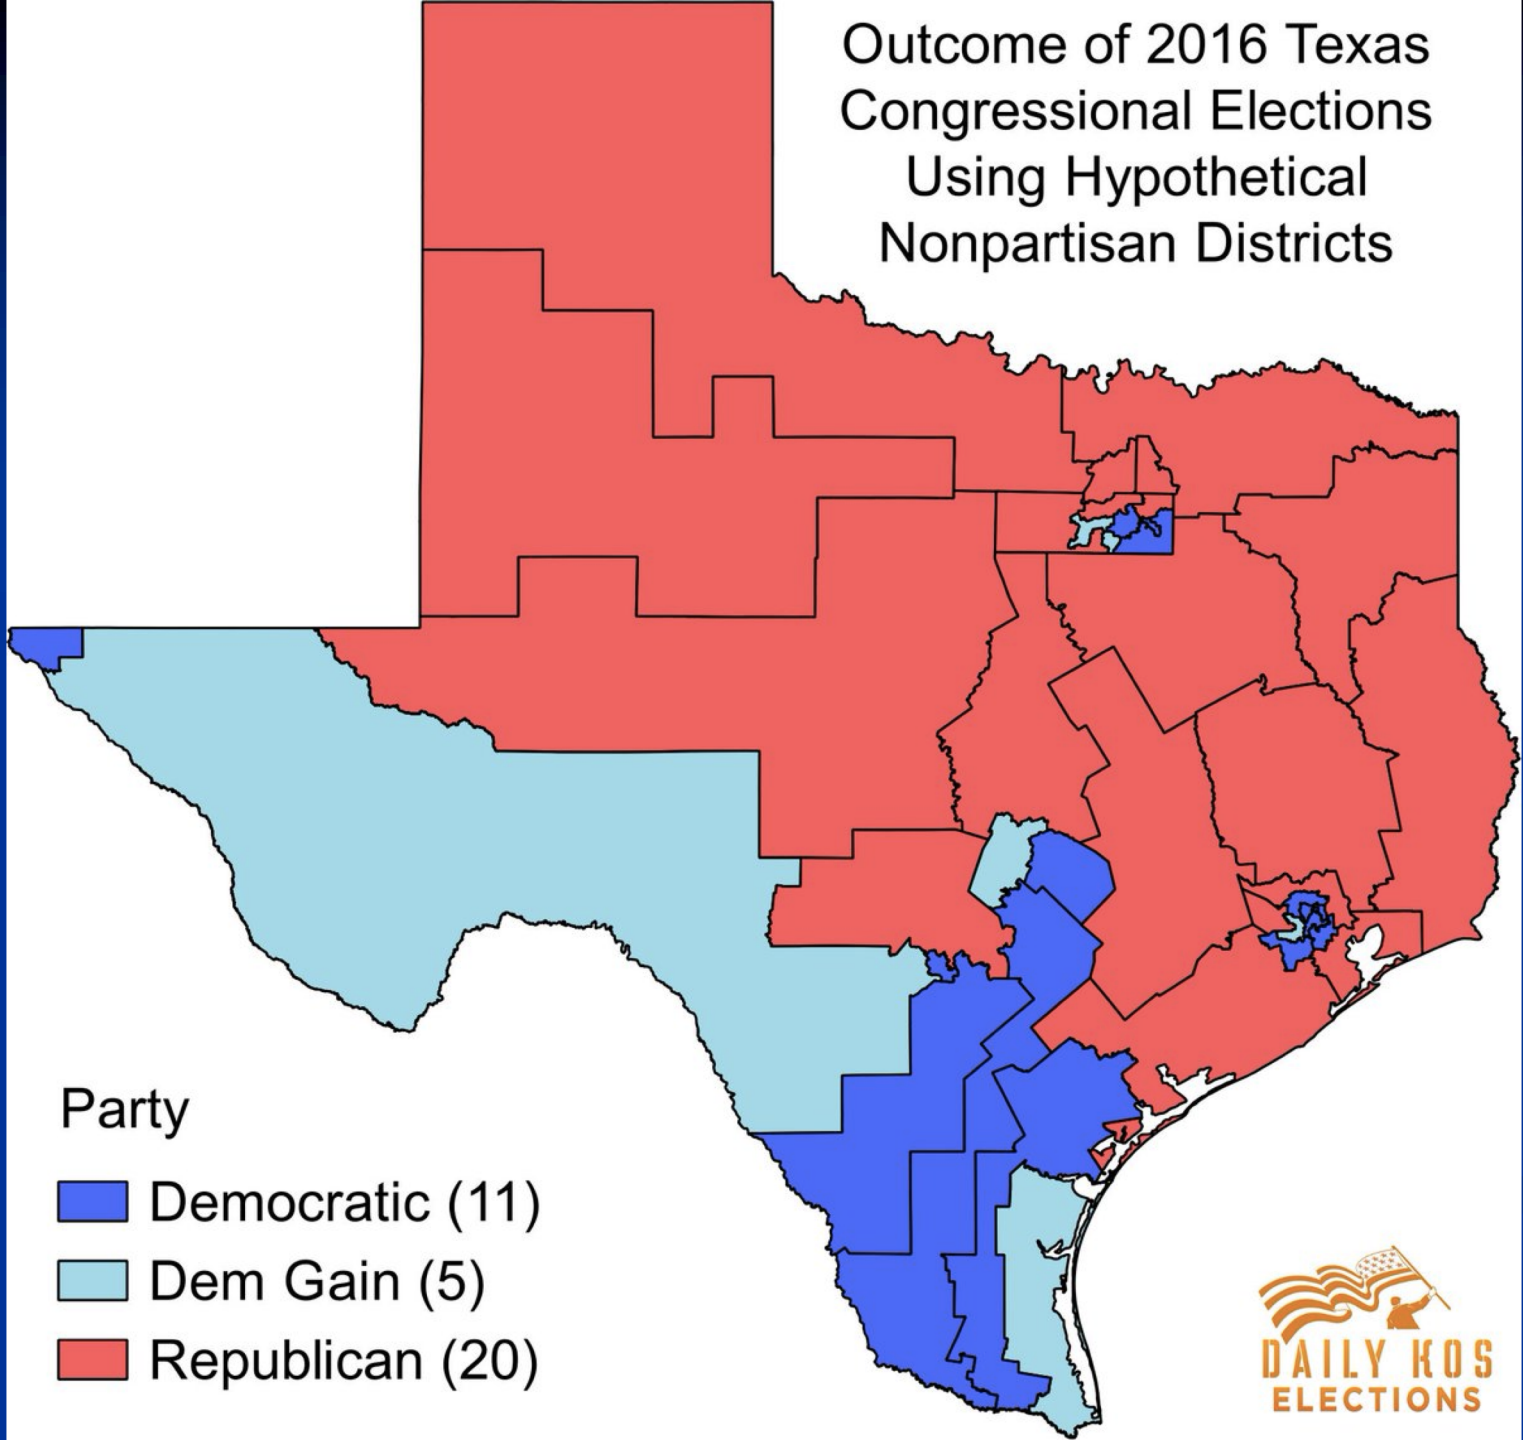 Outcome of 2016 Texas
Congressional Elections
Using Hypothetical
Nonpartisan Districts
Party
Democratic (11)
Dem Gain (5)
Republican (20)
DAILY KOS
ELECTIONS